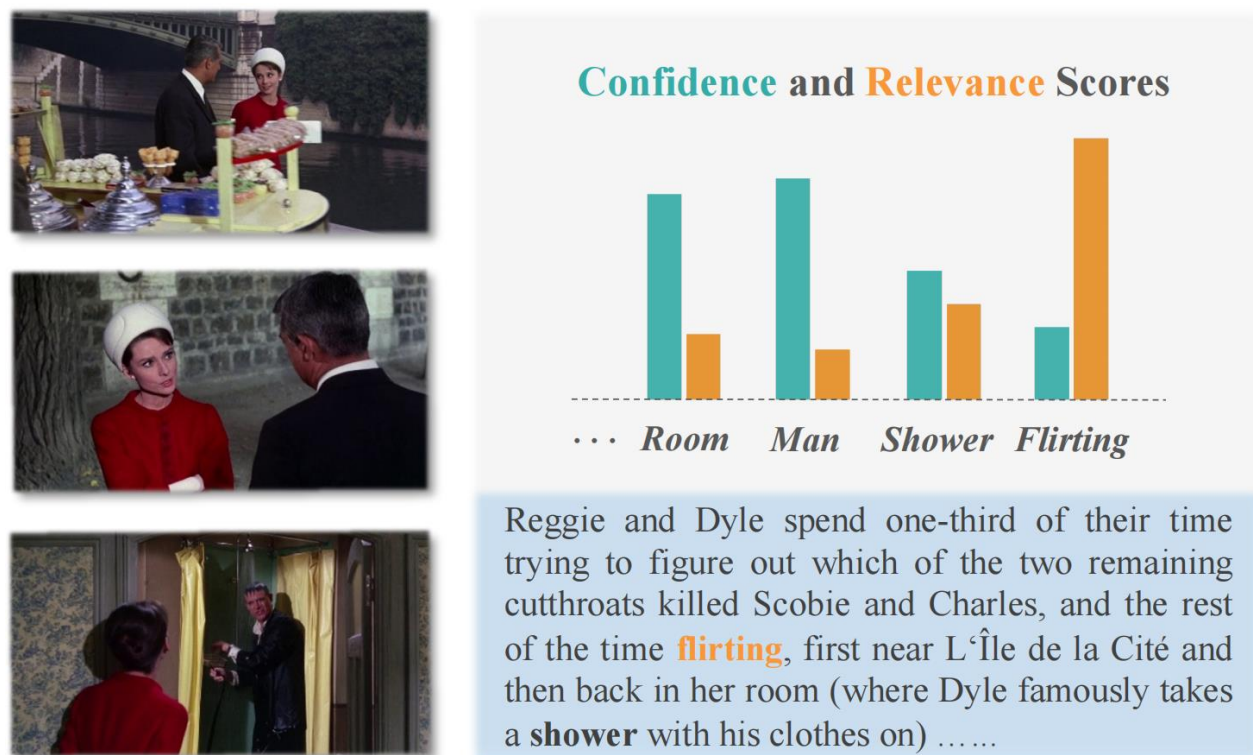 Confidence and Relevance Scores
· · · Room Man Shower Flirting
Reggie and Dyle spend one-third of their time
trying to figure out which of the two remaining
cutthroats killed Scobie and Charles, and the rest
of the time flirting, first near L‘Île de la Cité and
then back in her room (where Dyle famously takes
a shower with his clothes on) ......